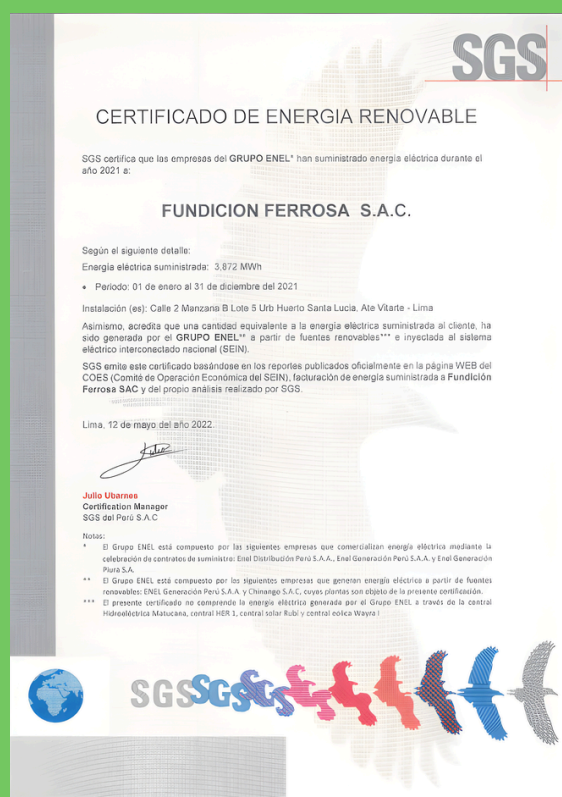 SGS
CERTIFICADO DE ENERGIA RENOVABLE
SGS certifica que las empresas del GRUPO ENEL* han suministrado energía eléctrica durante el
año 2021 a:
FUNDICION FERROSA S.A.C.
Según el siguiente detalle:
Energía eléctrica suministrada: 3,872 MWh
• Periodo: 01 de enero al 31 de diciembre del 2021
Instalación (es): Calle 2 Manzana B Lote 5 Urb Huerto Santa Lucia, Ate Vitarte - Lima
Asimismo, acredita que una cantidad equivalente a la energía eléctrica suministrada al cliente, ha
sido generada por el GRUPO ENEL** a partir de fuentes renovables*** e inyectada al sistema
eléctrico interconectado nacional (SEIN).
SGS emite este certificado basándose en los reportes publicados oficialmente en la página WEB del
COES (Comité de Operación Económica del SEIN), facturación de energía suministrada a Fundición
Ferrosa SAC y del propio análisis realizado por SGS.
Lima, 12 de mayo del año 2022.
Julio Ubarnes
Certification Manager
SGS del Perú S.A.C
Notas:
* El Grupo ENEL está compuesto por las siguientes empresas que comercializan energía eléctrica mediante la
celebración de contratos de suministro: Enel Distribución Perú S.A.A., Enel Generación Perú S.A.A. y Enel Generación
Piura S.A.
** El Grupo ENEL está compuesto por las siguientes empresas que generan energía eléctrica a partir de fuentes
renovables: ENEL Generación Perú S.A.A. y Chinango S.A.C, cuyas plantas son objeto de la presente certificación.
*** El presente certificado no comprende la energía eléctrica generada por el Grupo ENEL a través de la central
Hidroeléctrica Matucana, central HER 1, central solar Rubí y central eólica Wayra I
SGSSGSSGS